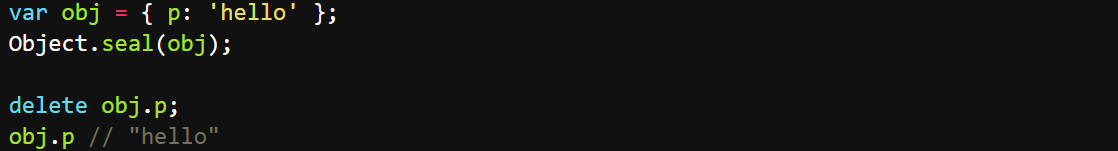 var obj = { p: 'hello' };
Object.seal(obj);

delete obj.p;
obj.p // "hello"